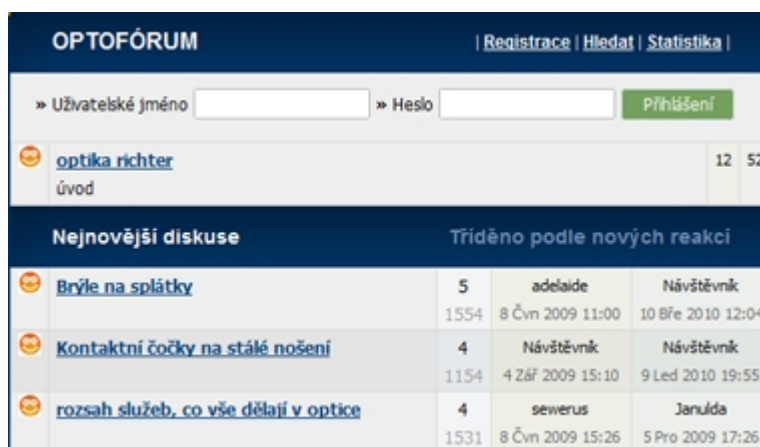 OPTOFÓRUM | Registrace | Hledat | Statistika |
» Uživatelské jméno » Heslo Přihlášení
optika richter 12 52
úvod
Nejnovější diskuse Tříděno podle nových reakcí
Brýle na splátky 5 adelaide Návštěvník
1554 8 Čvn 2009 11:00 10 Bře 2010 12:04
Kontaktní čočky na stálé nošení 4 Návštěvník Návštěvník
1154 4 Zář 2009 15:10 9 Led 2010 19:55
rozsah služeb, co vše dělají v optice 4 sewerus Janulda
1531 8 Čvn 2009 15:26 5 Pro 2009 17:26